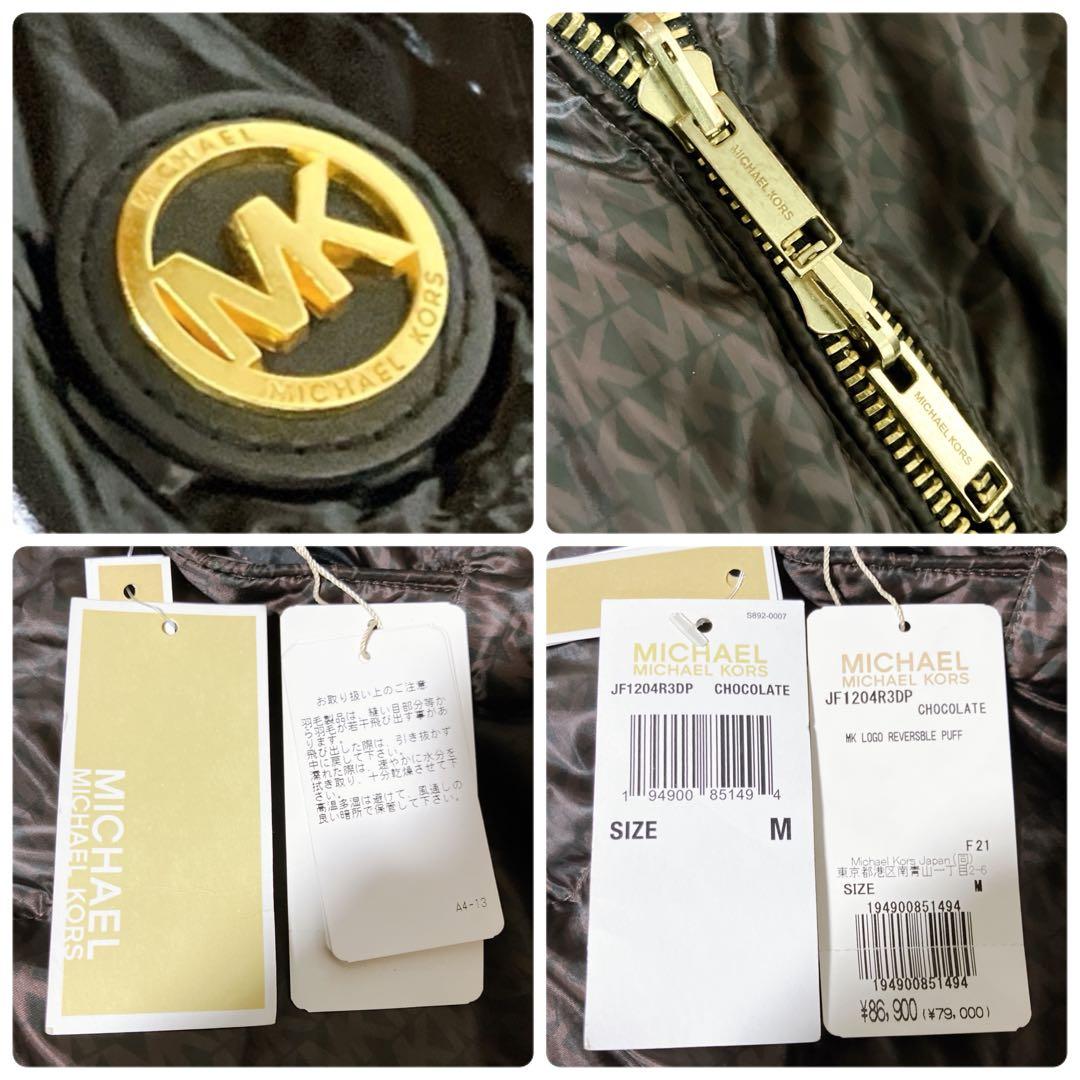 MICHAEL
MK
MICHAEL KORS
MICHAEL KORS
MICHAEL KORS
MICHAEL
MICHAEL KORS
お取り扱い上のご注意
羽毛製品は、縫い目部分等か
ら羽毛が若干飛び出す事があ
ります。
飛び出した際は、引き抜かず
中に戻して下さい。
濡れた際は、速やかに水分を
拭き取り、十分乾燥させて下
さい。
高温多湿は避けて、風通しの
良い暗所で保管して下さい。
A4-13
S892-0007
MICHAEL
MICHAEL KORS
JF1204R3DP CHOCOLATE
1 94900 85149 4
SIZE M
MICHAEL
MICHAEL KORS
JF1204R3DP
CHOCOLATE
MK LOGO REVERSBLE PUFF
F21
Michael Kors Japan(同)
東京都港区南青山一丁目2-6
SIZE M
194900851494
194900851494
¥86,900(¥79,000)